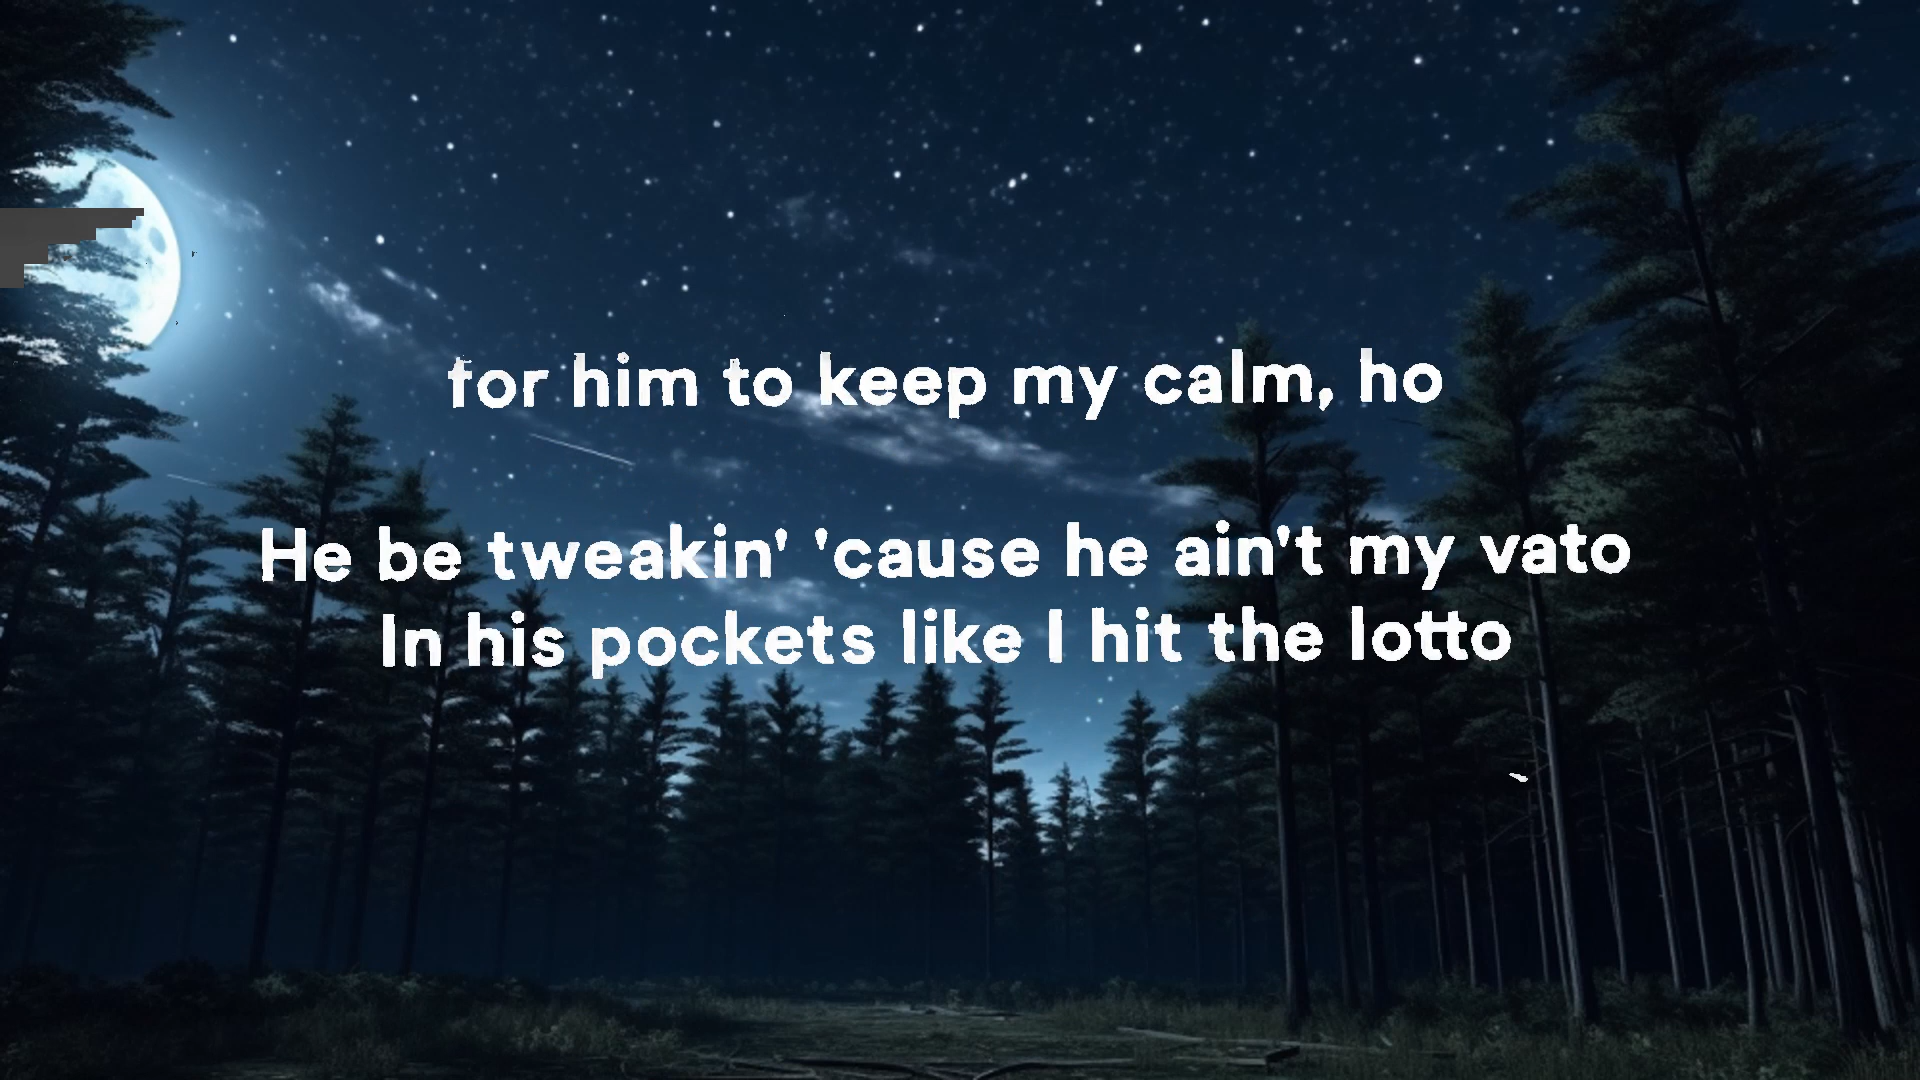 for him to keep my calm, ho
He be tweakin' 'cause he ain't my vato
In his pockets like I hit the lotto